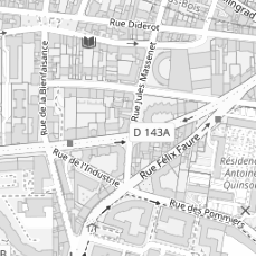 Rue Diderot
Rue Jules Massenet
rue de la Bienfaisance
D 143A
Rue Félix Faure
Rue de l'Industrie
Rue des Pommiers
Résidence
Antoine
Quinson